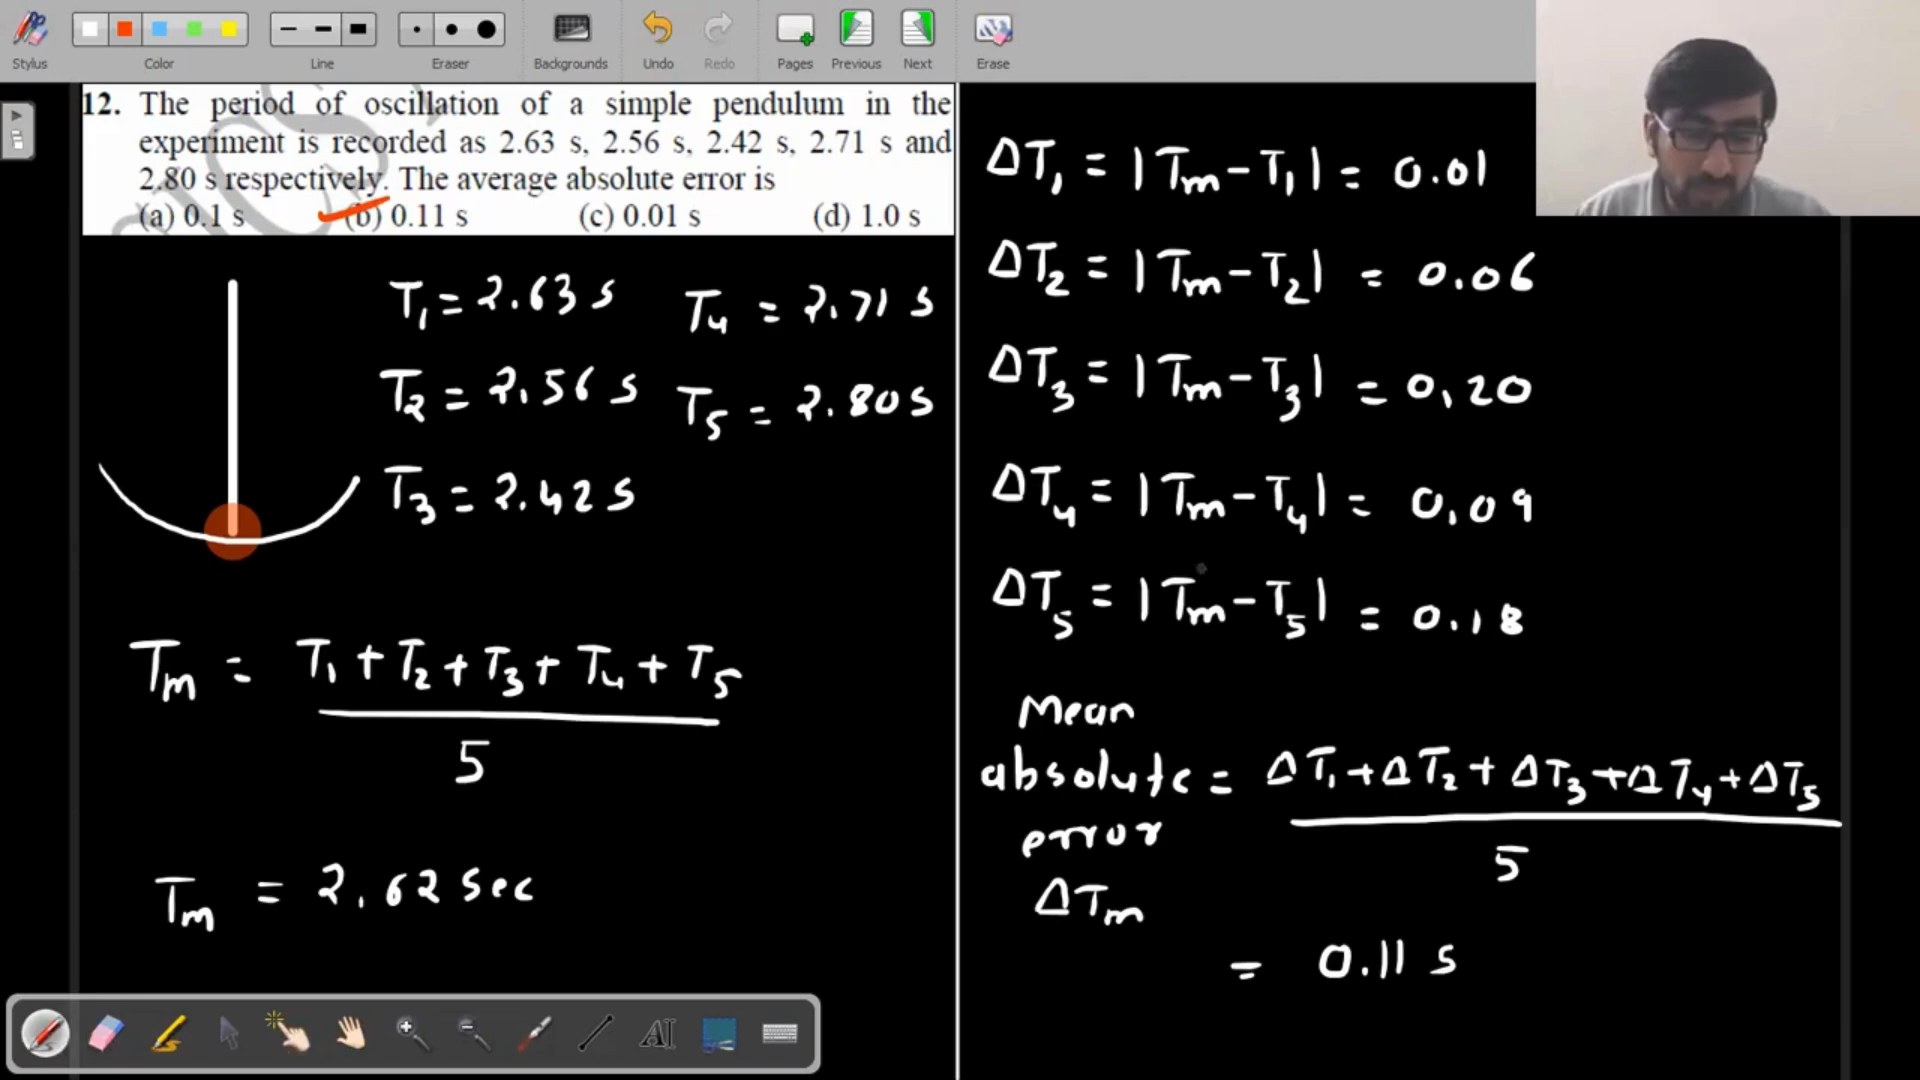 Stylus
Color
Line
Eraser
Backgrounds
Undo
Redo
Pages
Previous
Next
Erase
12. The period of oscillation of a simple pendulum in the
experiment is recorded as 2.63 s, 2.56 s, 2.42 s, 2.71 s and
2.80 s respectively. The average absolute error is
(a) 0.1 s (b) 0.11 s (c) 0.01 s (d) 1.0 s
T₁ = 2.63 s
T₂ = 2.56 s
T₃ = 2.42 s
T₄ = 2.71 s
T₅ = 2.80 s
Tm = T₁ + T₂ + T₃ + T₄ + T₅
5
Tm = 2.62 sec
ΔT₁ = |Tm - T₁| = 0.01
ΔT₂ = |Tm - T₂| = 0.06
ΔT₃ = |Tm - T₃| = 0.20
ΔT₄ = |Tm - T₄| = 0.09
ΔT₅ = |Tm - T₅| = 0.18
Mean
absolute = ΔT₁ + ΔT₂ + ΔT₃ + ΔT₄ + ΔT₅
error
5
ΔTm
= 0.11 s
AI